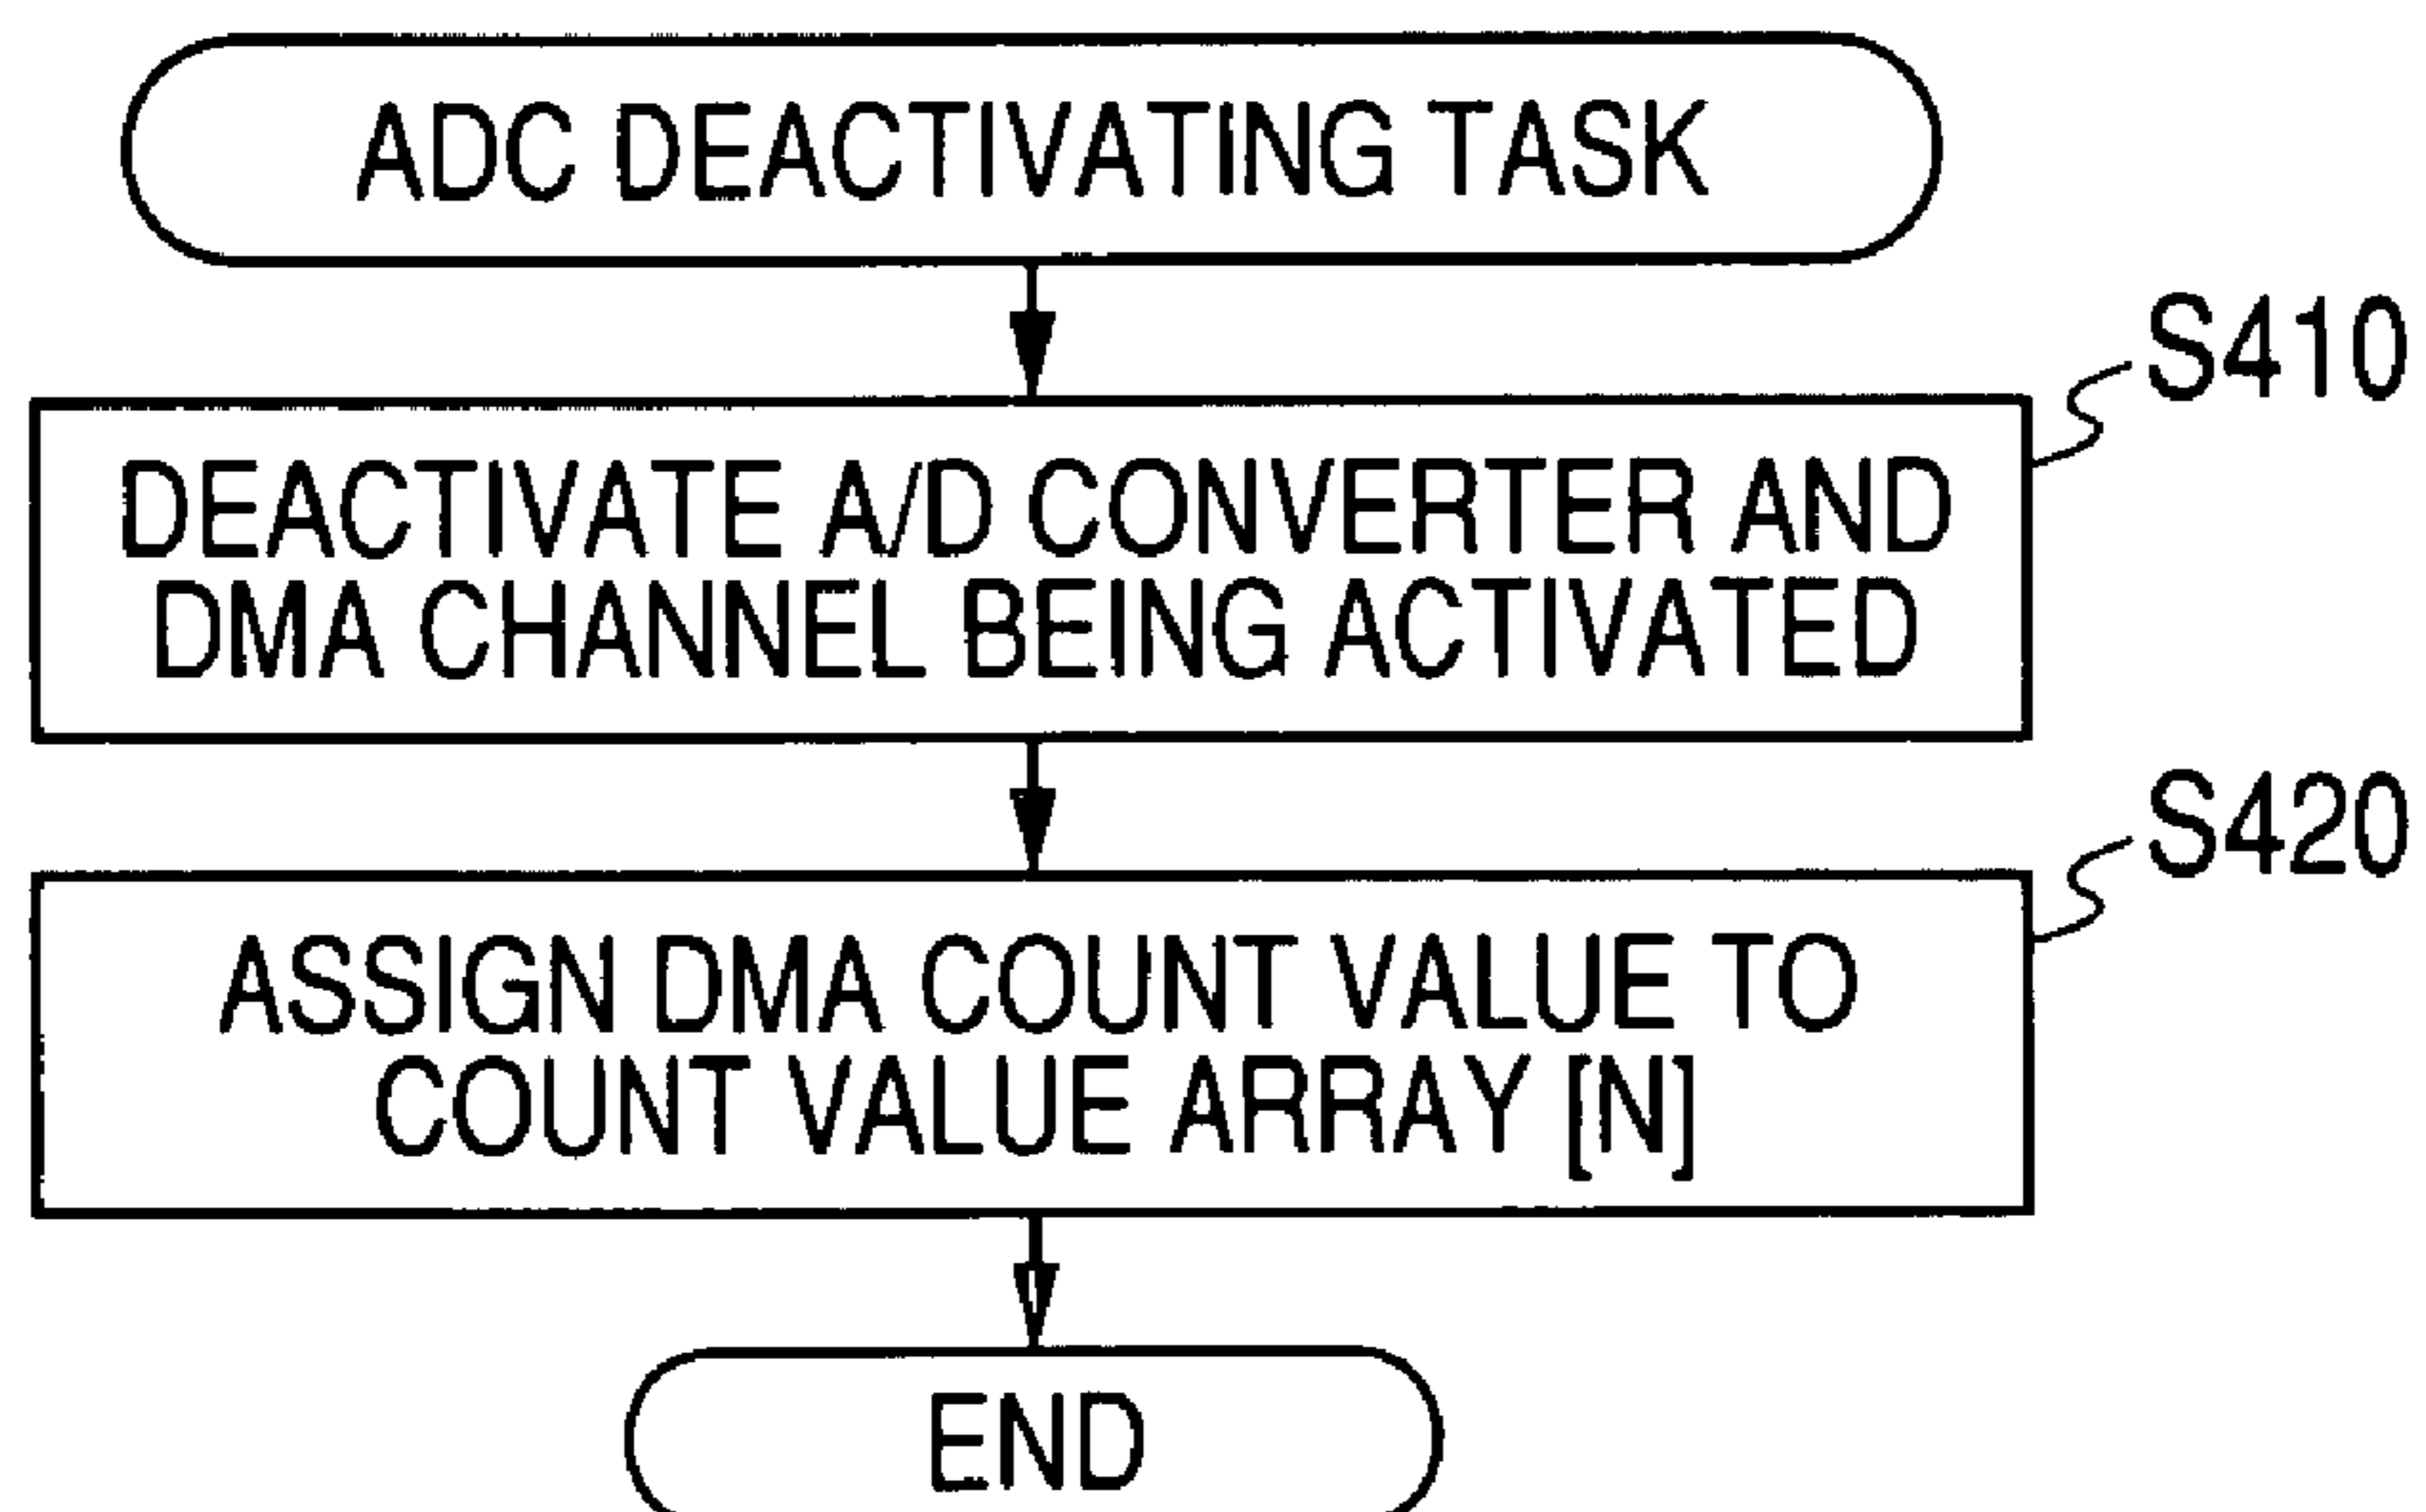 ADC DEACTIVATING TASK
S410
DEACTIVATE A/D CONVERTER AND
DMA CHANNEL BEING ACTIVATED
S420
ASSIGN DMA COUNT VALUE TO
COUNT VALUE ARRAY [N]
END